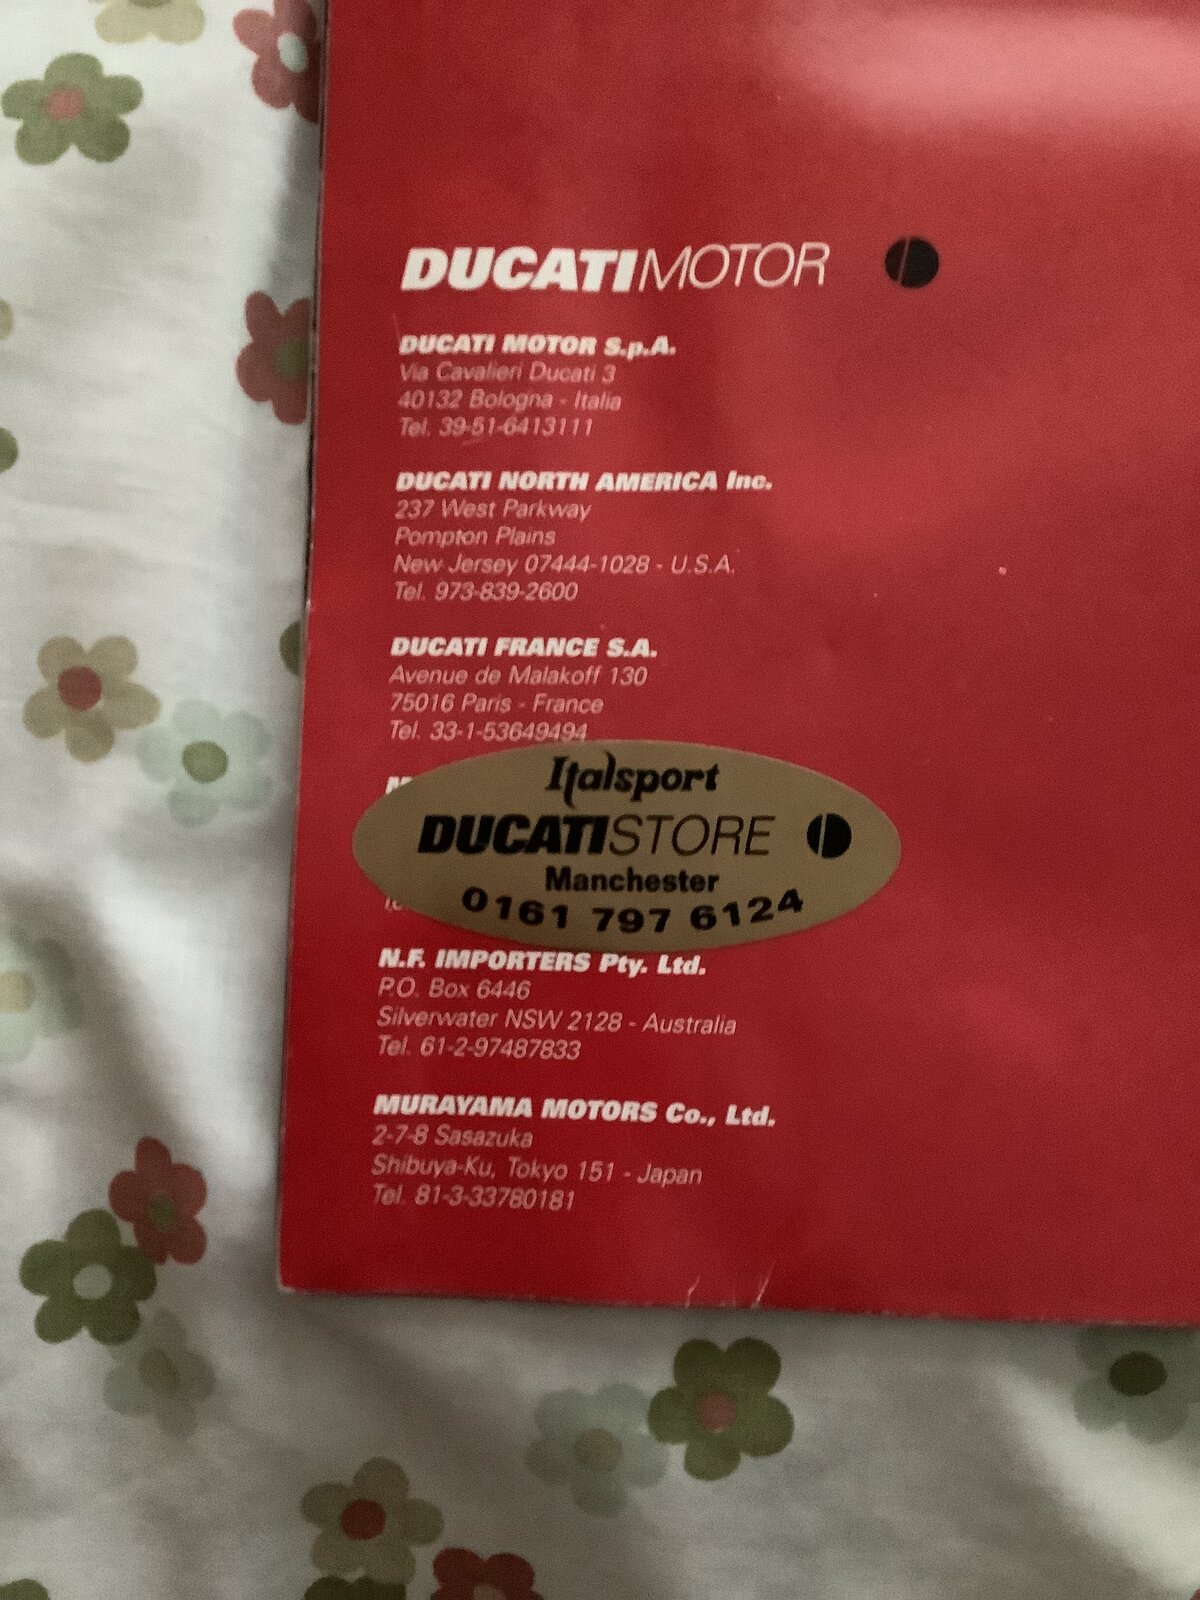 DUCATIMOTOR
DUCATI MOTOR S.p.A.
Via Cavalieri Ducati 3
40132 Bologna - Italia
Tel. 39-51-6413111
DUCATI NORTH AMERICA Inc.
237 West Parkway
Pompton Plains
New Jersey 07444-1028 - U.S.A.
Tel. 973-839-2600
DUCATI FRANCE S.A.
Avenue de Malakoff 130
75016 Paris - France
Tel. 33-1-53649494
Italsport
DUCATISTORE
Manchester
0161 797 6124
N.F. IMPORTERS Pty. Ltd.
P.O. Box 6446
Silverwater NSW 2128 - Australia
Tel. 61-2-97487833
MURAYAMA MOTORS Co., Ltd.
2-7-8 Sasazuka
Shibuya-Ku, Tokyo 151 - Japan
Tel. 81-3-33780181